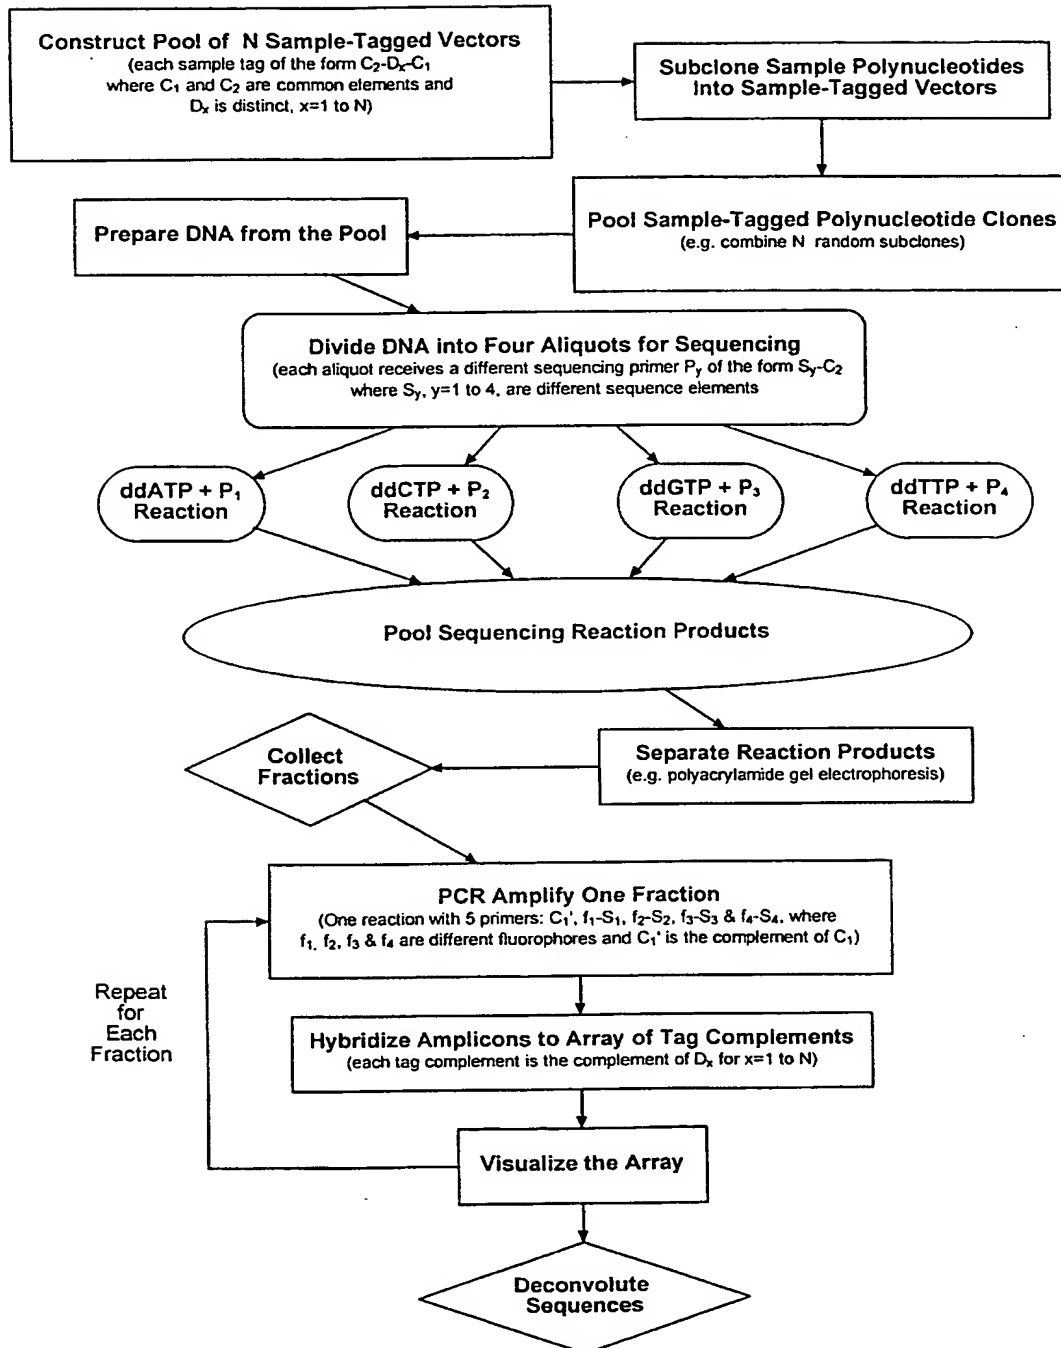 Construct Pool of N Sample-Tagged Vectors
(each sample tag of the form C₂-Dₓ-C₁
where C₁ and C₂ are common elements and
Dₓ is distinct, x=1 to N)
Subclone Sample Polynucleotides
Into Sample-Tagged Vectors
Pool Sample-Tagged Polynucleotide Clones
(e.g. combine N random subclones)
Prepare DNA from the Pool
Divide DNA into Four Aliquots for Sequencing
(each aliquot receives a different sequencing primer Pᵧ of the form Sᵧ-C₂
where Sᵧ, y=1 to 4, are different sequence elements
ddATP + P₁
Reaction
ddCTP + P₂
Reaction
ddGTP + P₃
Reaction
ddTTP + P₄
Reaction
Pool Sequencing Reaction Products
Separate Reaction Products
(e.g. polyacrylamide gel electrophoresis)
Collect
Fractions
PCR Amplify One Fraction
(One reaction with 5 primers: C₁', f₁-S₁, f₂-S₂, f₃-S₃ & f₄-S₄, where
f₁, f₂, f₃ & f₄ are different fluorophores and C₁' is the complement of C₁)
Repeat
for
Each
Fraction
Hybridize Amplicons to Array of Tag Complements
(each tag complement is the complement of Dₓ for x=1 to N)
Visualize the Array
Deconvolute
Sequences